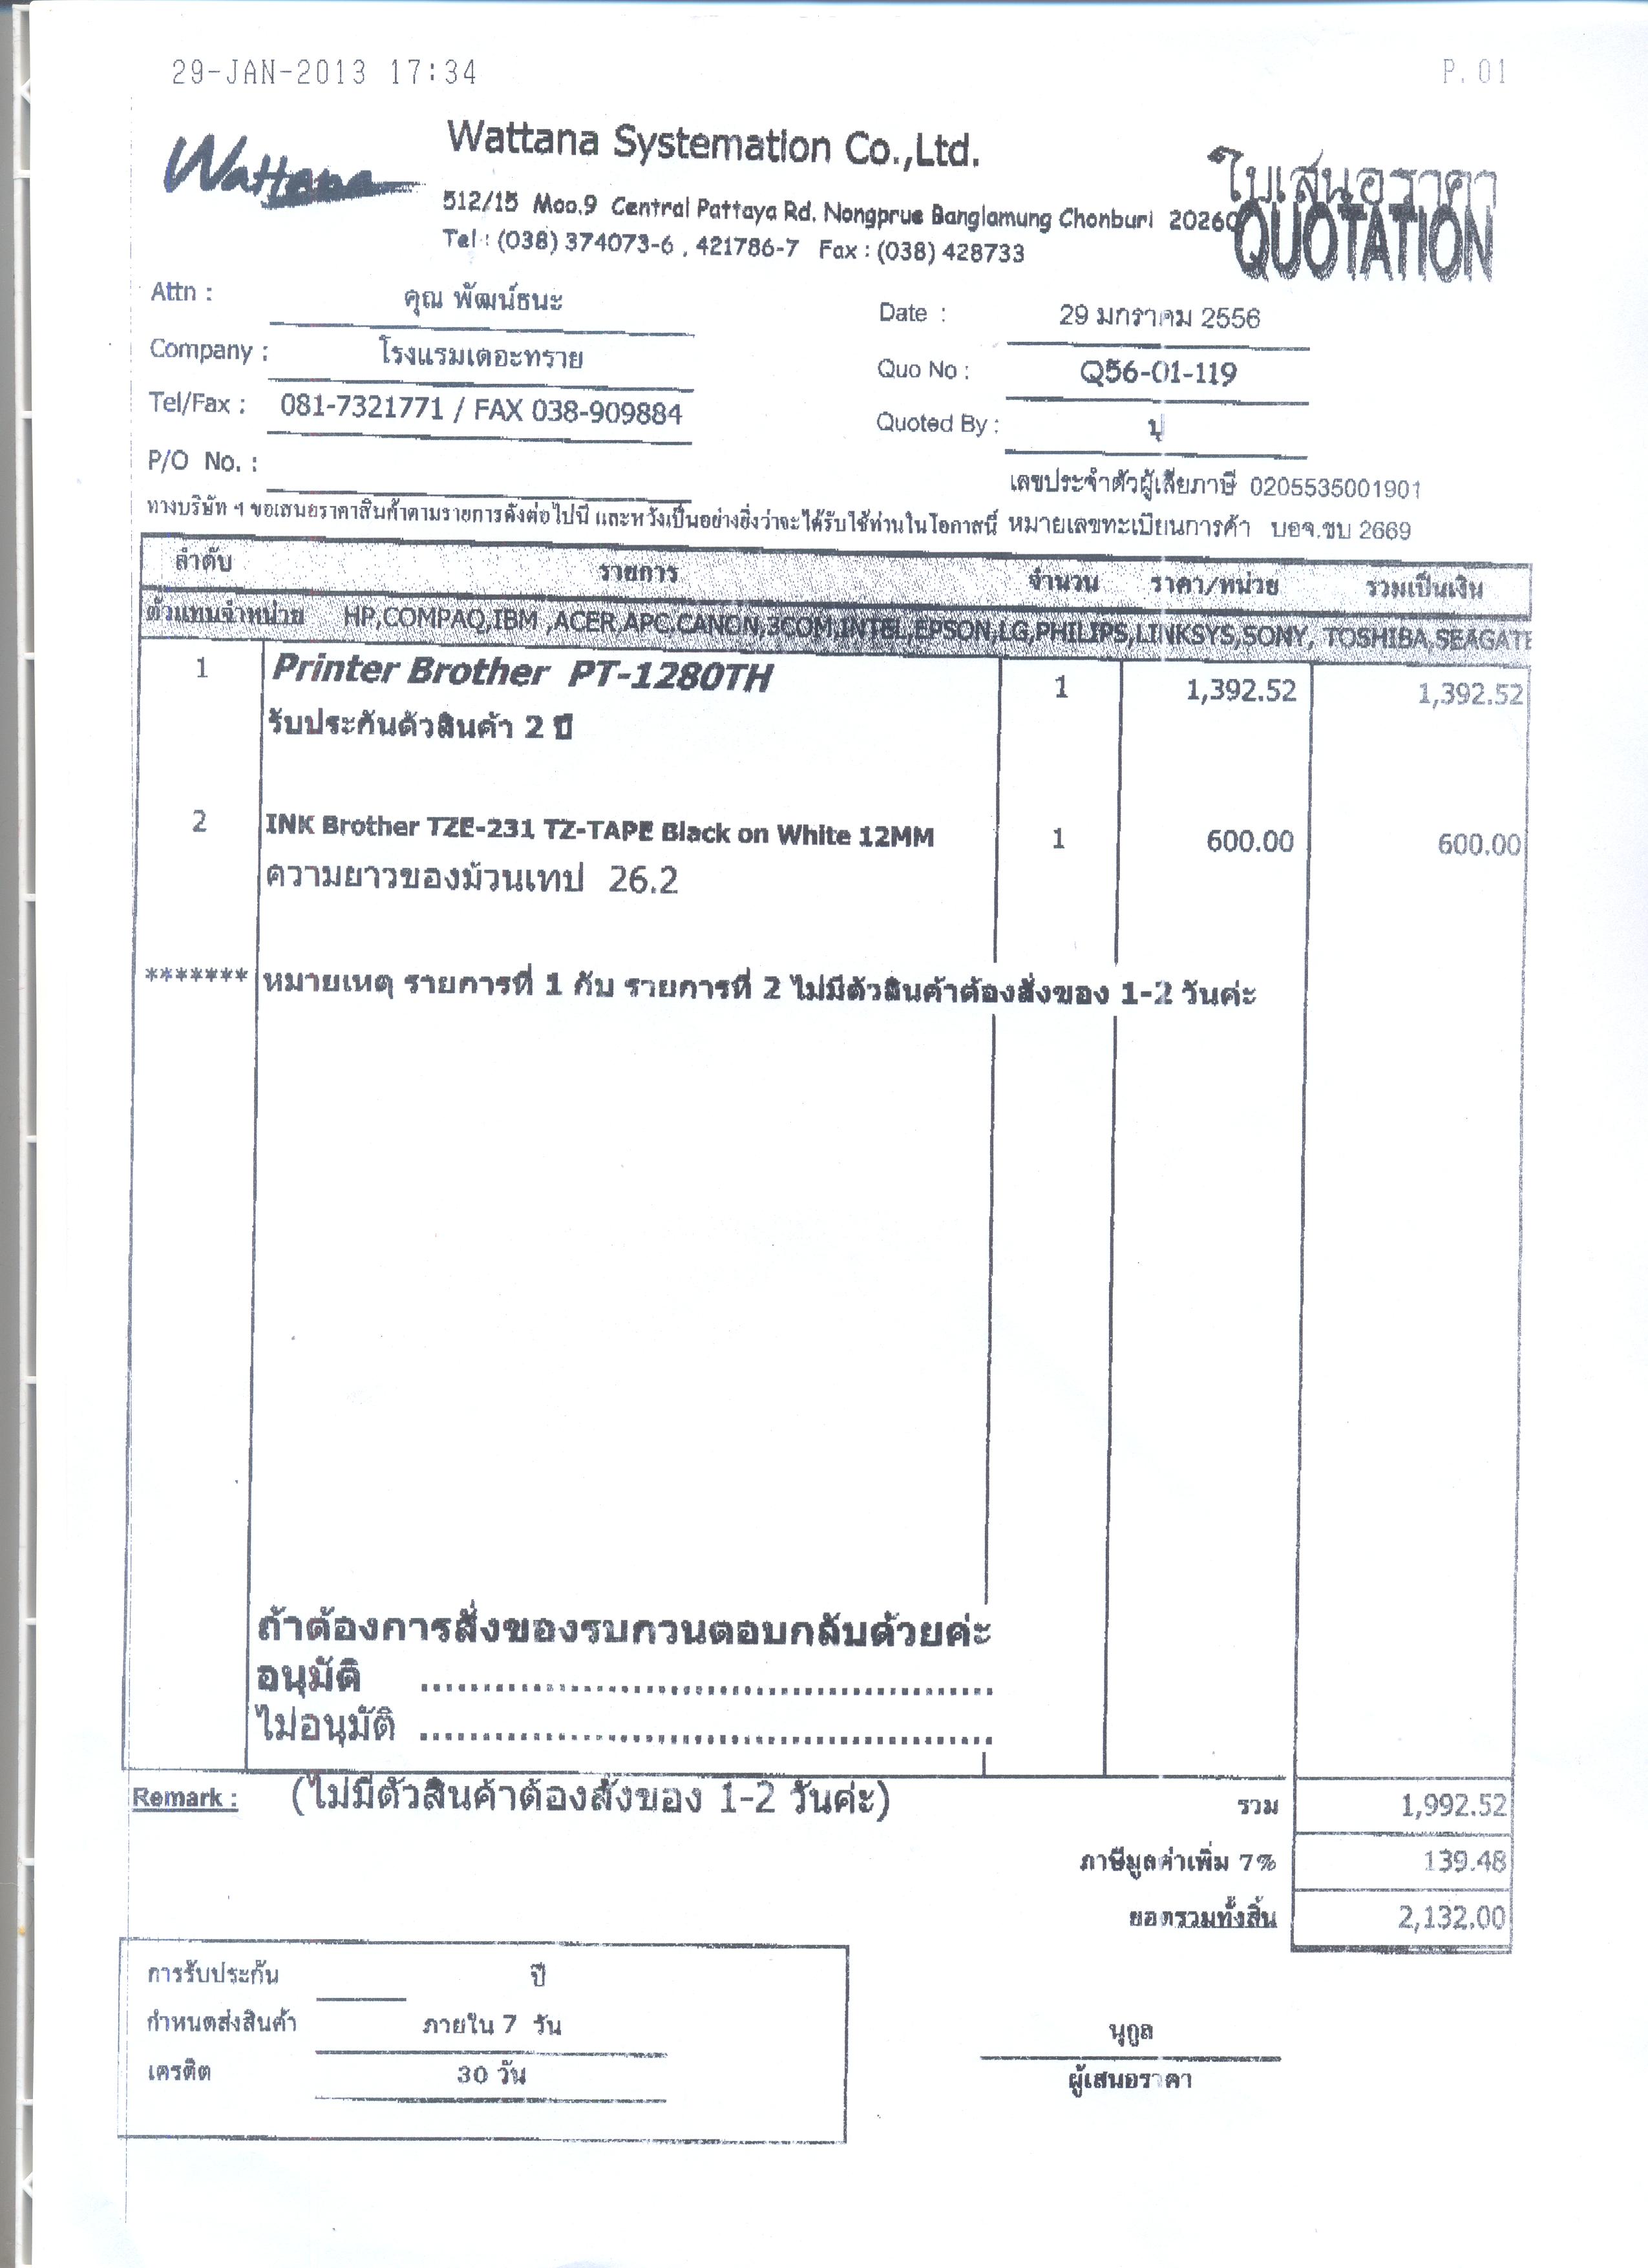 29-JAN-2013 17:34 P. 01
Wattana
Wattana Systemation Co.,Ltd.
ใบเสนอราคา
QUOTATION
512/15 Moo.9 Central Pattaya Rd. Nongprue Banglamung Chonburi 20260
Tel : (038) 374073-6 , 421786-7 Fax : (038) 428733
Attn : คุณ พัฒน์ธนะ
Date : 29 มกราคม 2556
Company : โรงแรมเดอะทราย
Quo No : Q56-01-119
Tel/Fax : 081-7321771 / FAX 038-909884
Quoted By : นุ
P/O No. :
เลขประจำตัวผู้เสียภาษี 0205535001901
ทางบริษัท ฯ ขอเสนอราคาสินค้าตามรายการดังต่อไปนี้ และหวังเป็นอย่างยิ่งว่าจะได้รับใช้ท่านในโอกาสนี้ หมายเลขทะเบียนการค้า บอจ.ชบ 2669
ลำดับ รายการ จำนวน ราคา/หน่วย รวมเป็นเงิน
ตัวแทนจำหน่าย HP,COMPAQ,IBM ,ACER,APC,CANON,3COM,INTEL,EPSON,LG,PHILIPS,LINKSYS,SONY, TOSHIBA,SEAGATE
1 Printer Brother PT-1280TH 1 1,392.52 1,392.52
รับประกันตัวสินค้า 2 ปี
2 INK Brother TZE-231 TZ-TAPE Black on White 12MM 1 600.00 600.00
ความยาวของม้วนเทป 26.2
******* หมายเหตุ รายการที่ 1 กับ รายการที่ 2 ไม่มีตัวสินค้าต้องสั่งของ 1-2 วันค่ะ
ถ้าต้องการสั่งของรบกวนตอบกลับด้วยค่ะ
อนุมัติ ..............................................
ไม่อนุมัติ ..............................................
Remark : (ไม่มีตัวสินค้าต้องสั่งของ 1-2 วันค่ะ)
รวม 1,992.52
ภาษีมูลค่าเพิ่ม 7% 139.48
ยอดรวมทั้งสิ้น 2,132.00
การรับประกัน ปี
กำหนดส่งสินค้า ภายใน 7 วัน
เครดิต 30 วัน
นุกูล
ผู้เสนอราคา